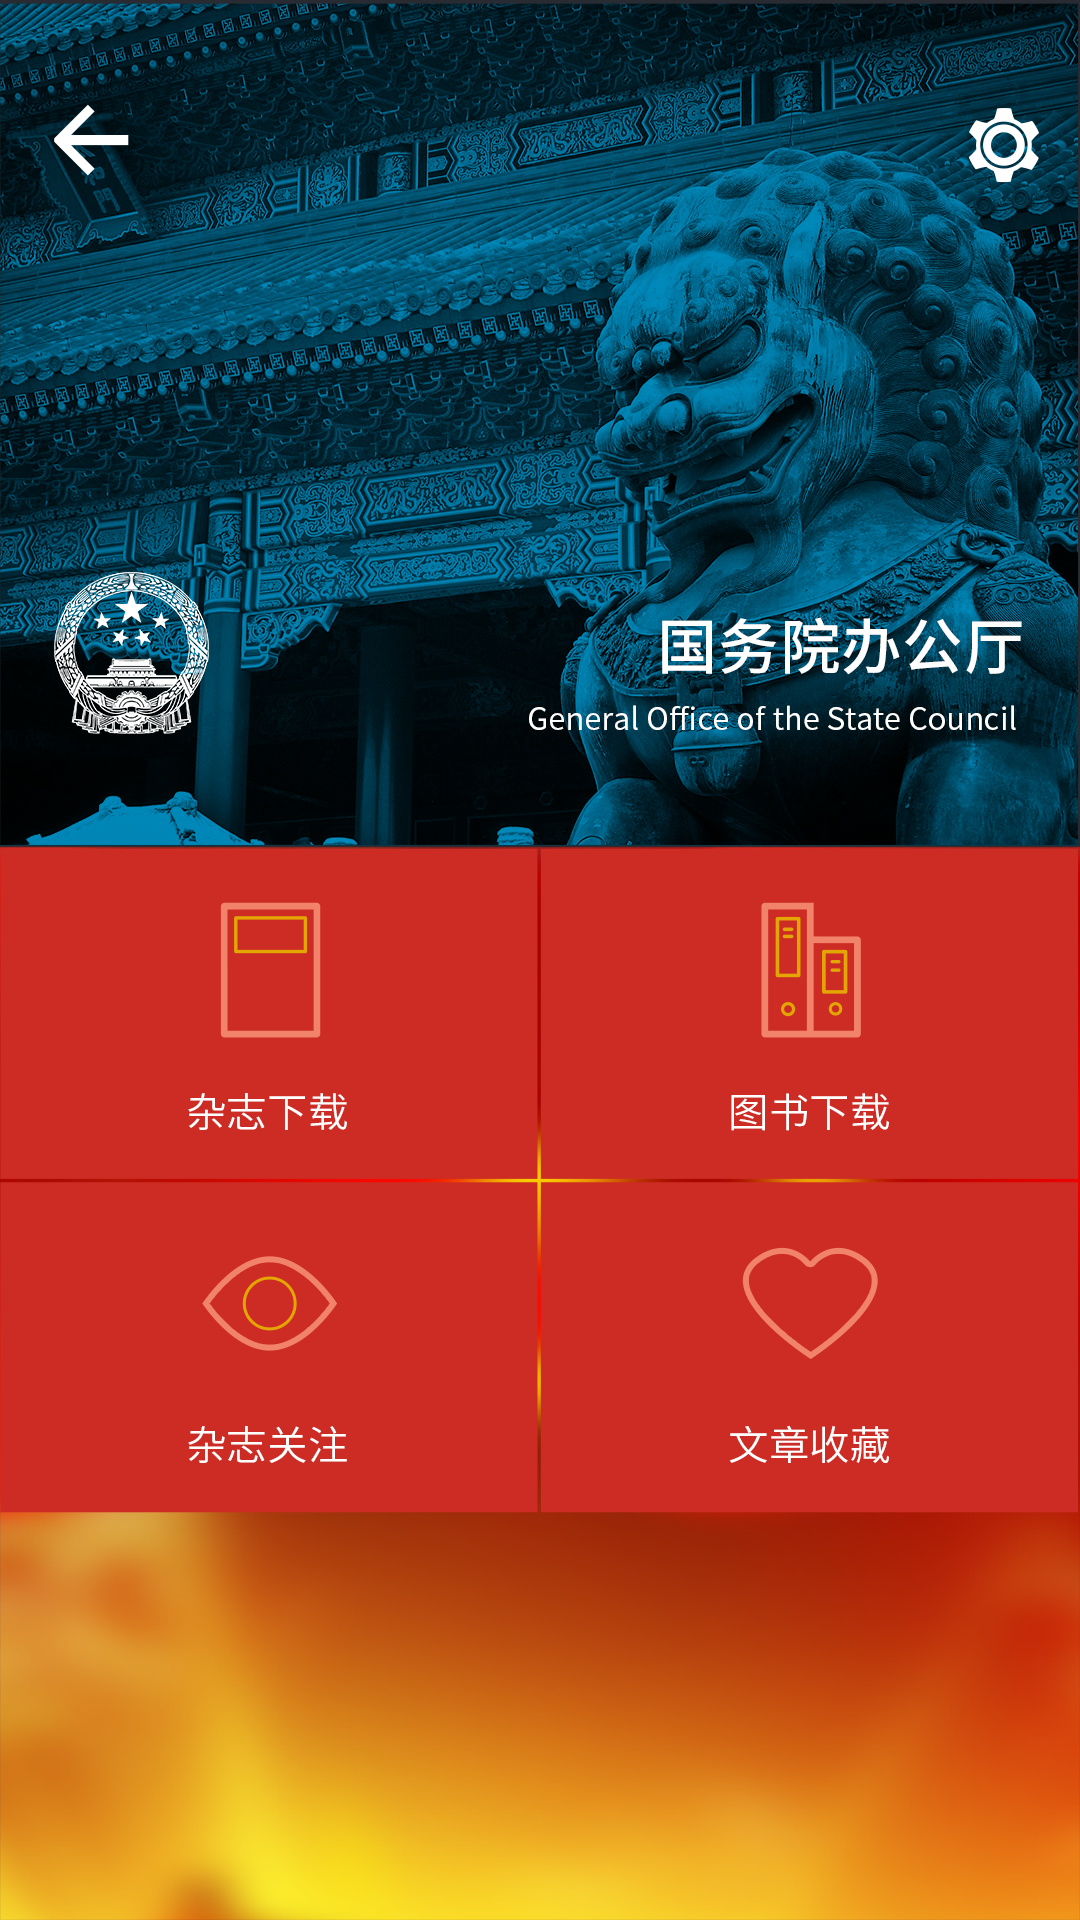 国务院办公厅
General Office of the State Council
杂志下载
图书下载
杂志关注
文章收藏